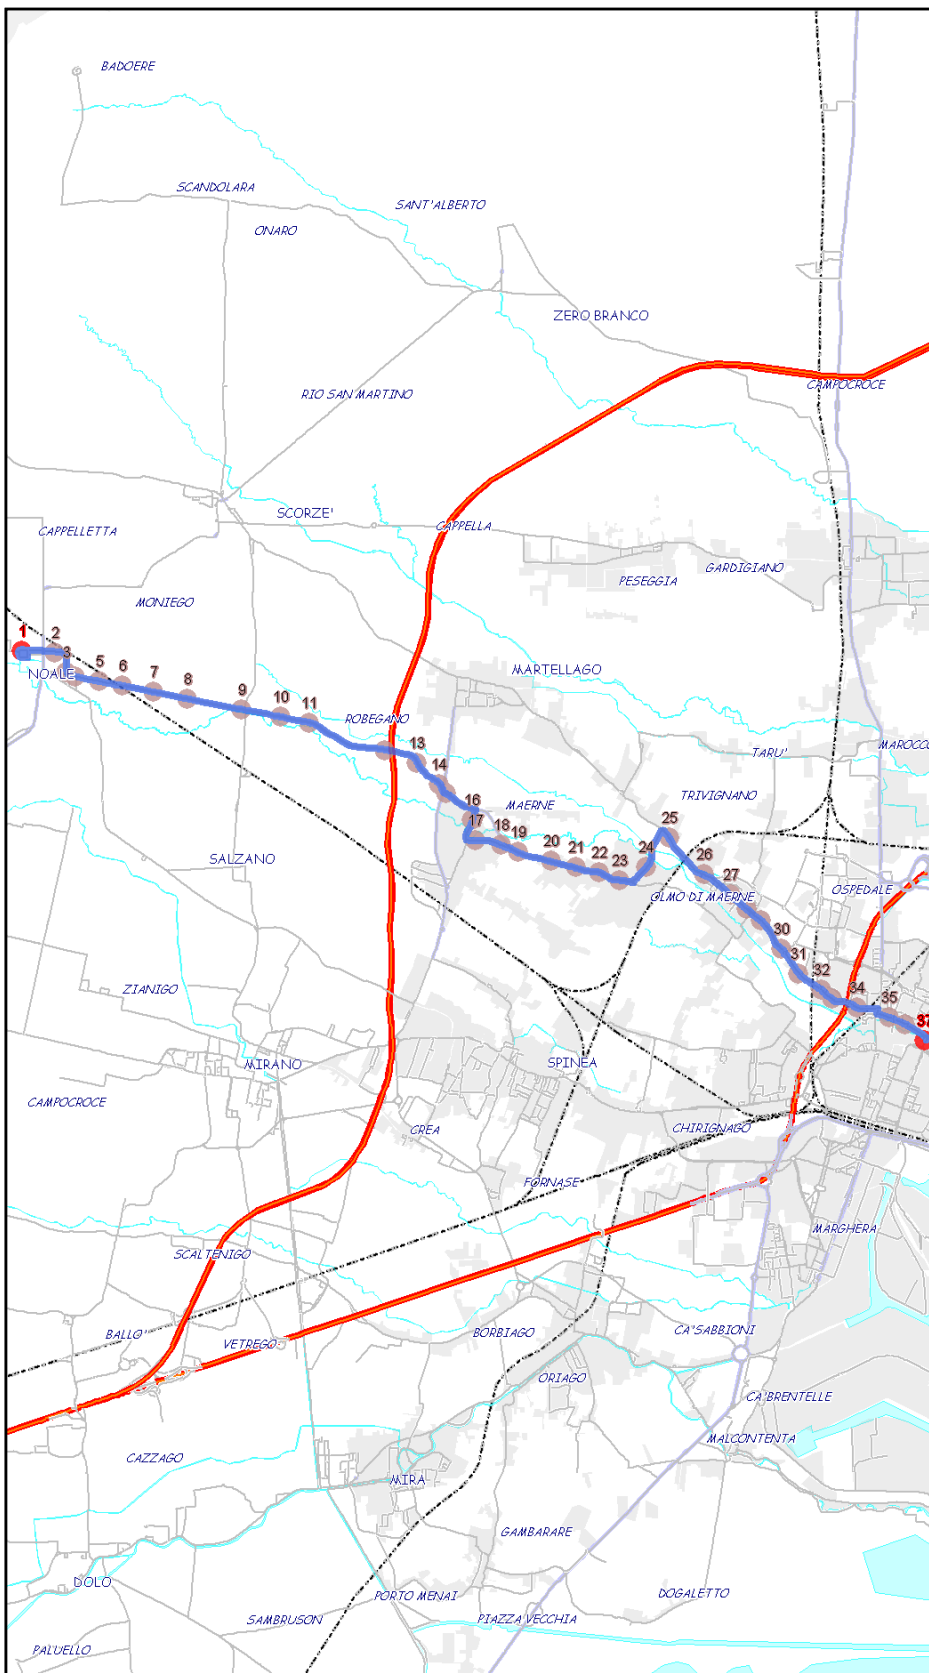 BADOERE
SCANDOLARA
SANT'ALBERTO
ONARO
ZERO BRANCO
CAMPOCROCE
RIO SAN MARTINO
SCORZE'
CAPPELLA
CAPPELLETTA
GARDIGIANO
PESEGGIA
MONIEGO
1
2
3
NOALE
5
6
7
8
9
10
11
MARTELLAGO
ROBEGANO
TARU'
MAROCCO
13
14
16
MAERNE
TRIVIGNANO
17
18
19
20
21
22
23
24
25
26
27
SALZANO
OLMO DI MAERNE
OSPEDALE
30
31
32
34
35
37
ZIANIGO
MIRANO
SPINEA
CAMPOCROCE
CREA
CHIRIGNAGO
FORNASE
MARGHERA
SCALTENIGO
BALLO'
VETREGO
BORBIAGO
CA'SABBIONI
ORIAGO
CA'BRENTELLE
MALCONTENTA
CAZZAGO
MIRA
GAMBARARE
DOLO
PORTO MENAI
DOGALETTO
SAMBRUSON
PIAZZA VECCHIA
PALUELLO